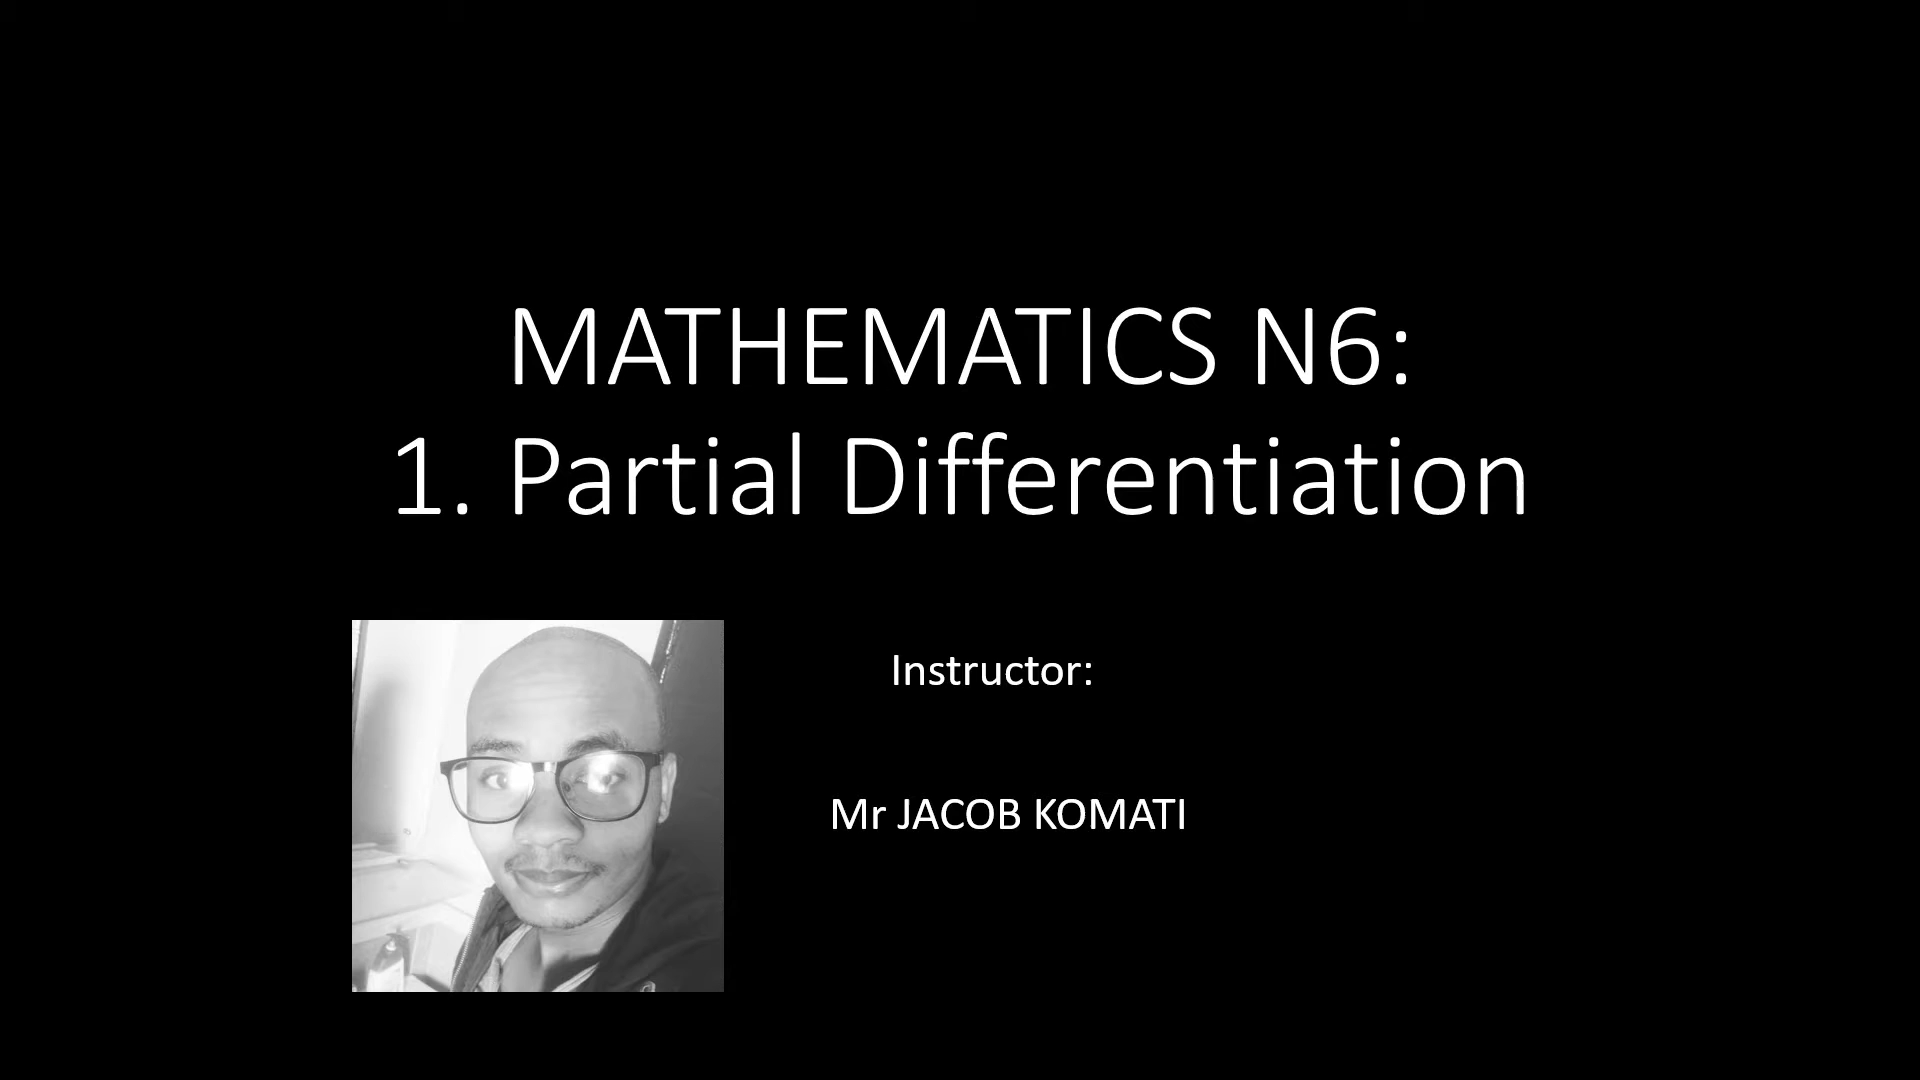 MATHEMATICS N6:
1. Partial Differentiation
Instructor:
Mr JACOB KOMATI